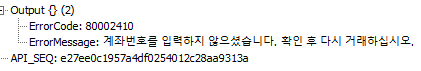 Output {} (2)
ErrorCode: 80002410
ErrorMessage: 계좌번호를 입력하지 않으셨습니다. 확인 후 다시 거래하십시오.
API_SEQ: e27ee0c1957a4df0254012c28aa9313a